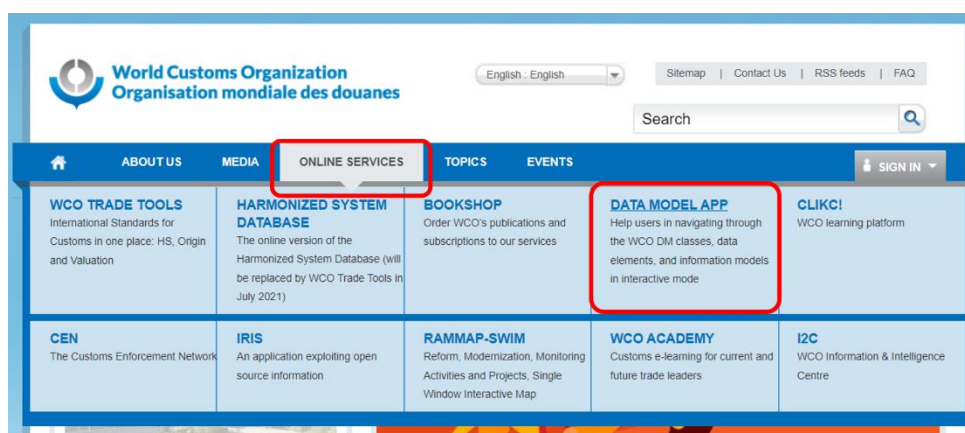 World Customs Organization
Organisation mondiale des douanes
English : English
Sitemap | Contact Us | RSS feeds | FAQ
Search
ABOUT US MEDIA ONLINE SERVICES TOPICS EVENTS SIGN IN
WCO TRADE TOOLS
International Standards for
Customs in one place: HS, Origin
and Valuation
HARMONIZED SYSTEM
DATABASE
The online version of the
Harmonized System Database (will
be replaced by WCO Trade Tools in
July 2021)
BOOKSHOP
Order WCO's publications and
subscriptions to our services
DATA MODEL APP
Help users in navigating through
the WCO DM classes, data
elements, and information models
in interactive mode
CLIKC!
WCO learning platform
CEN
The Customs Enforcement Network
IRIS
An application exploiting open
source information
RAMMAP-SWIM
Reform, Modernization, Monitoring
Activities and Projects, Single
Window Interactive Map
WCO ACADEMY
Customs e-learning for current and
future trade leaders
I2C
WCO Information & Intelligence
Centre